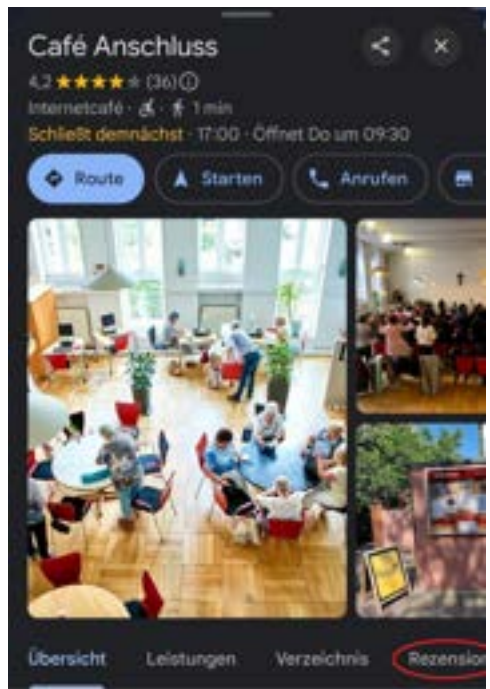 Café Anschluss
4,2 (36)
Internetcafé · 1 min
Schließt demnächst · 17:00 · Öffnet Do um 09:30
Route Starten Anrufen
Übersicht Leistungen Verzeichnis Rezension